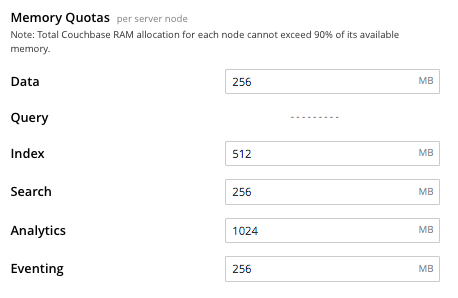 Memory Quotas per server node
Note: Total Couchbase RAM allocation for each node cannot exceed 90% of its available
memory.
Data 256 MB
Query ---------
Index 512 MB
Search 256 MB
Analytics 1024 MB
Eventing 256 MB